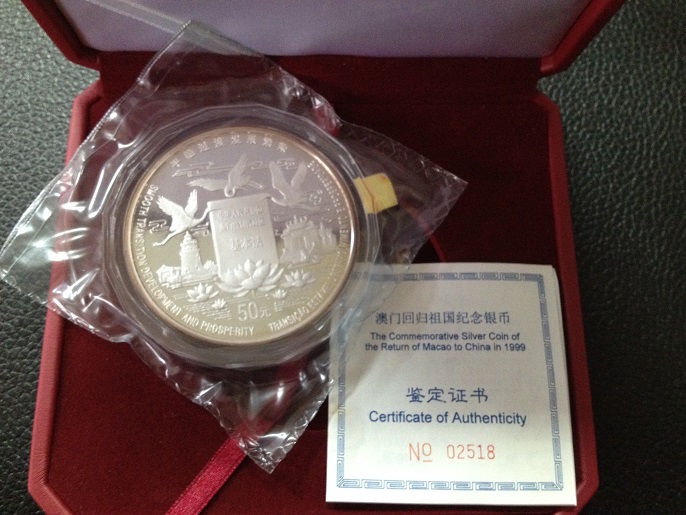 SMOOTH TRANSITION DEVELOPMENT AND PROSPERITY
TRANSIÇÃO
50元
澳门回归祖国纪念银币
The Commemorative Silver Coin of
the Return of Macao to China in 1999
鉴定证书
Certificate of Authenticity
No 02518